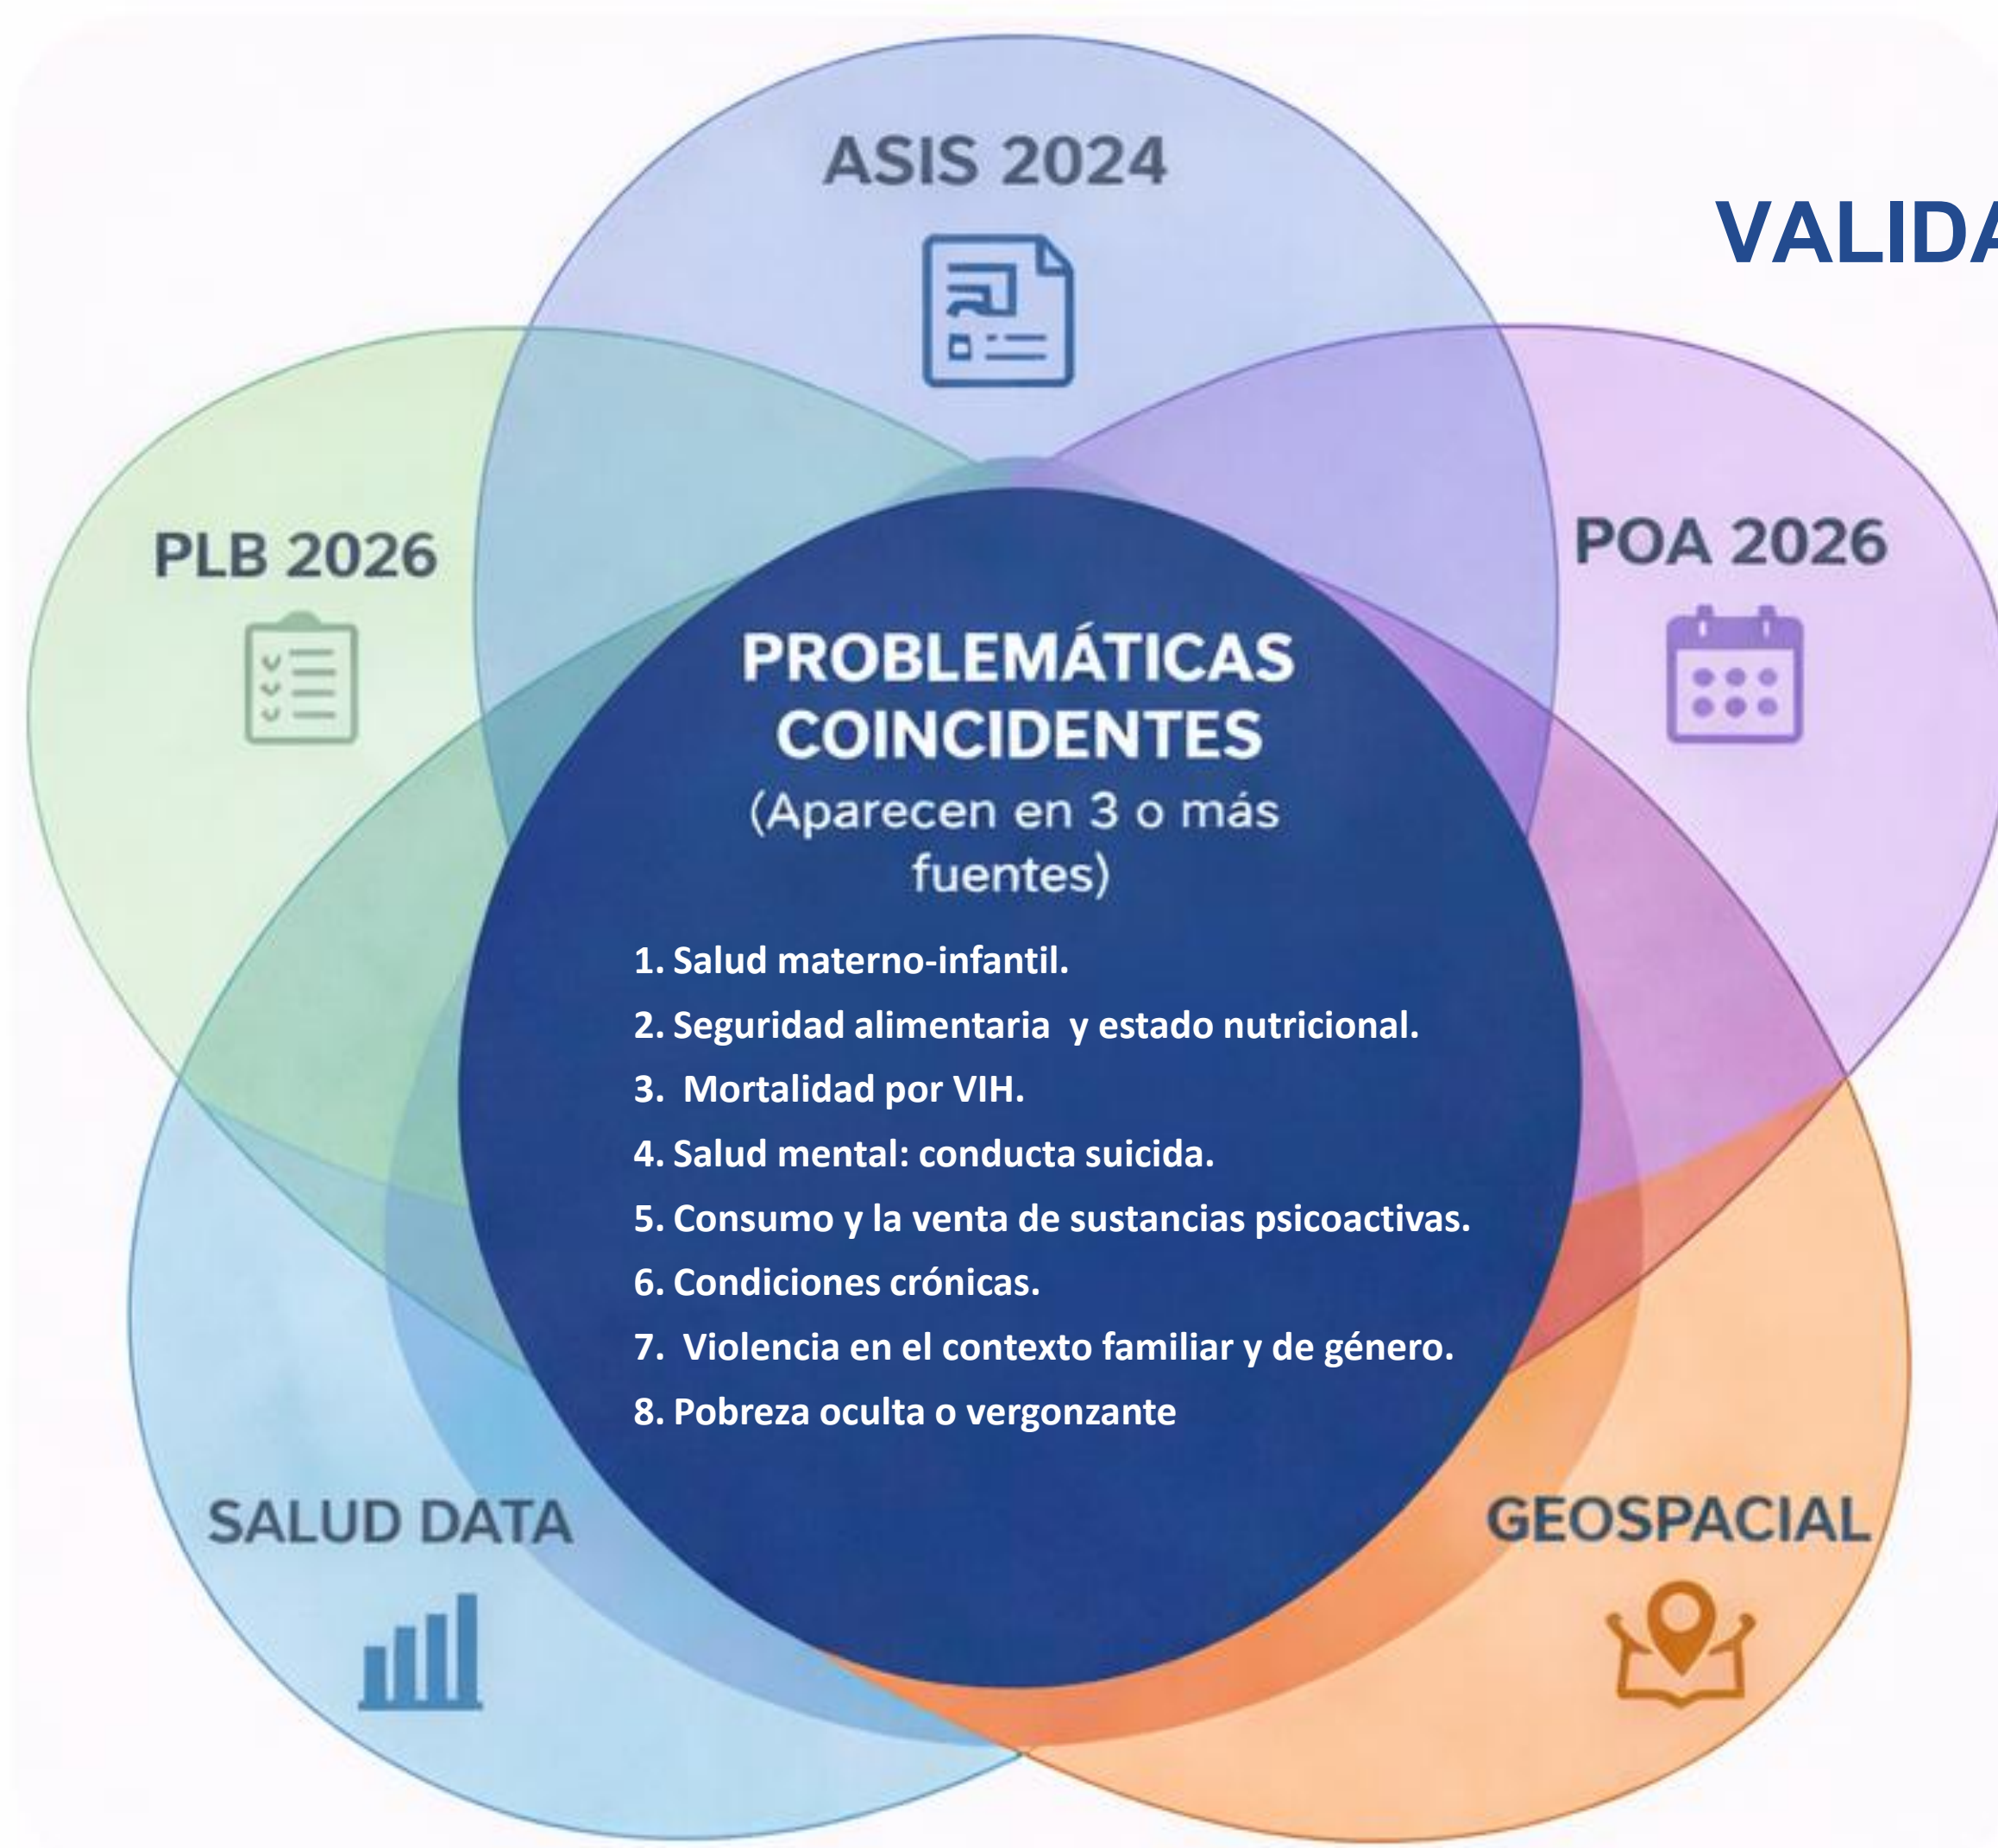 ASIS 2024
VALIDA
PLB 2026
POA 2026
PROBLEMÁTICAS
COINCIDENTES
(Aparecen en 3 o más
fuentes)
1. Salud materno-infantil.
2. Seguridad alimentaria y estado nutricional.
3. Mortalidad por VIH.
4. Salud mental: conducta suicida.
5. Consumo y la venta de sustancias psicoactivas.
6. Condiciones crónicas.
7. Violencia en el contexto familiar y de género.
8. Pobreza oculta o vergonzante
SALUD DATA
GEOSPACIAL